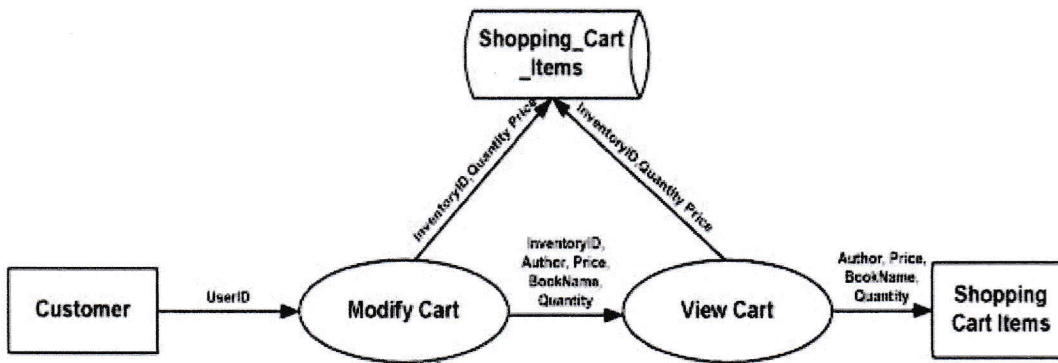 Shopping_Cart
_Items
InventoryID,Quantity Price
InventoryID,Quantity Price
InventoryID,
Author, Price,
BookName,
Quantity
Author, Price,
BookName,
Quantity
Customer
UserID
Modify Cart
View Cart
Shopping
Cart Items